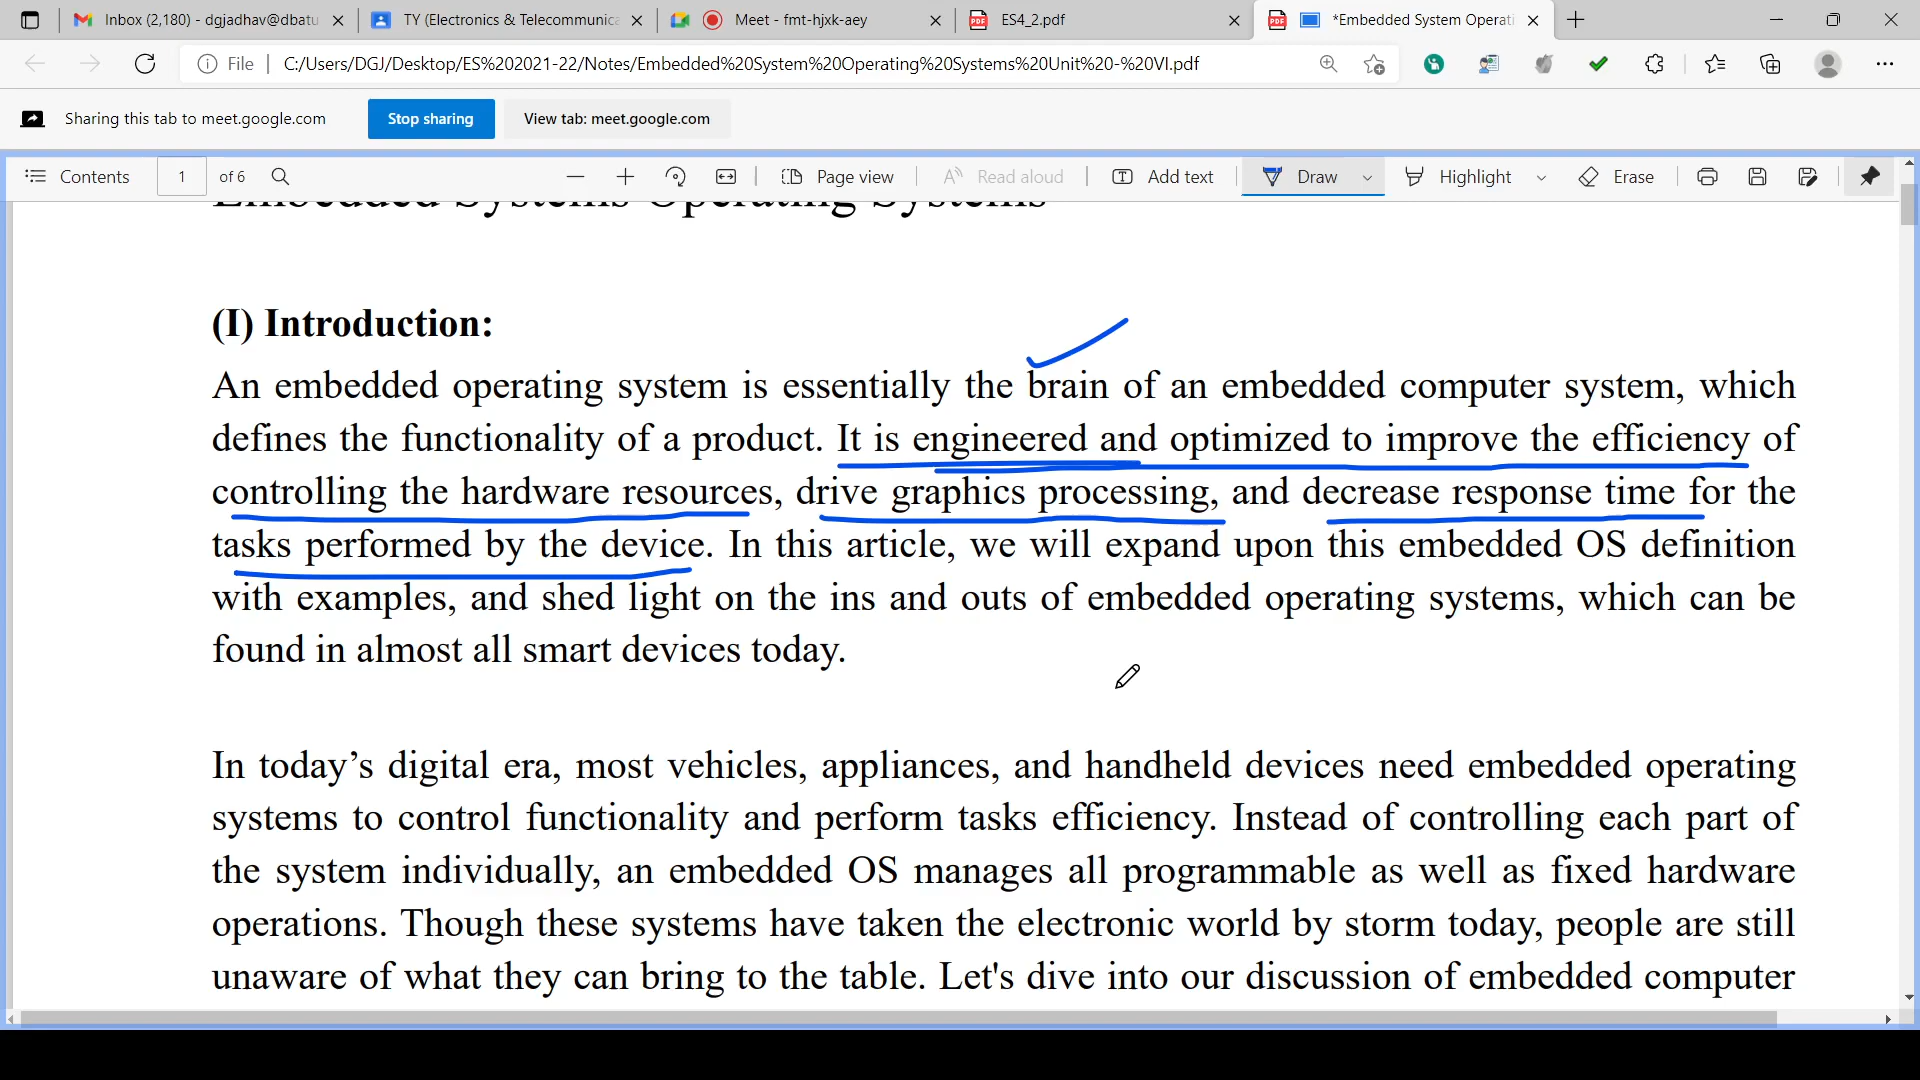 Inbox (2,180) - dgjadhav@dbatu
TY (Electronics & Telecommunica
Meet - fmt-hjxk-aey
ES4_2.pdf
*Embedded System Operati
File
C:/Users/DGJ/Desktop/ES%202021-22/Notes/Embedded%20System%20Operating%20Systems%20Unit%20-%20VI.pdf
Sharing this tab to meet.google.com
Stop sharing
View tab: meet.google.com
Contents
1
of 6
Page view
Read aloud
Add text
Draw
Highlight
Erase
Embedded Systems Operating Systems
(I) Introduction:
An embedded operating system is essentially the brain of an embedded computer system, which
defines the functionality of a product. It is engineered and optimized to improve the efficiency of
controlling the hardware resources, drive graphics processing, and decrease response time for the
tasks performed by the device. In this article, we will expand upon this embedded OS definition
with examples, and shed light on the ins and outs of embedded operating systems, which can be
found in almost all smart devices today.
In today’s digital era, most vehicles, appliances, and handheld devices need embedded operating
systems to control functionality and perform tasks efficiency. Instead of controlling each part of
the system individually, an embedded OS manages all programmable as well as fixed hardware
operations. Though these systems have taken the electronic world by storm today, people are still
unaware of what they can bring to the table. Let's dive into our discussion of embedded computer